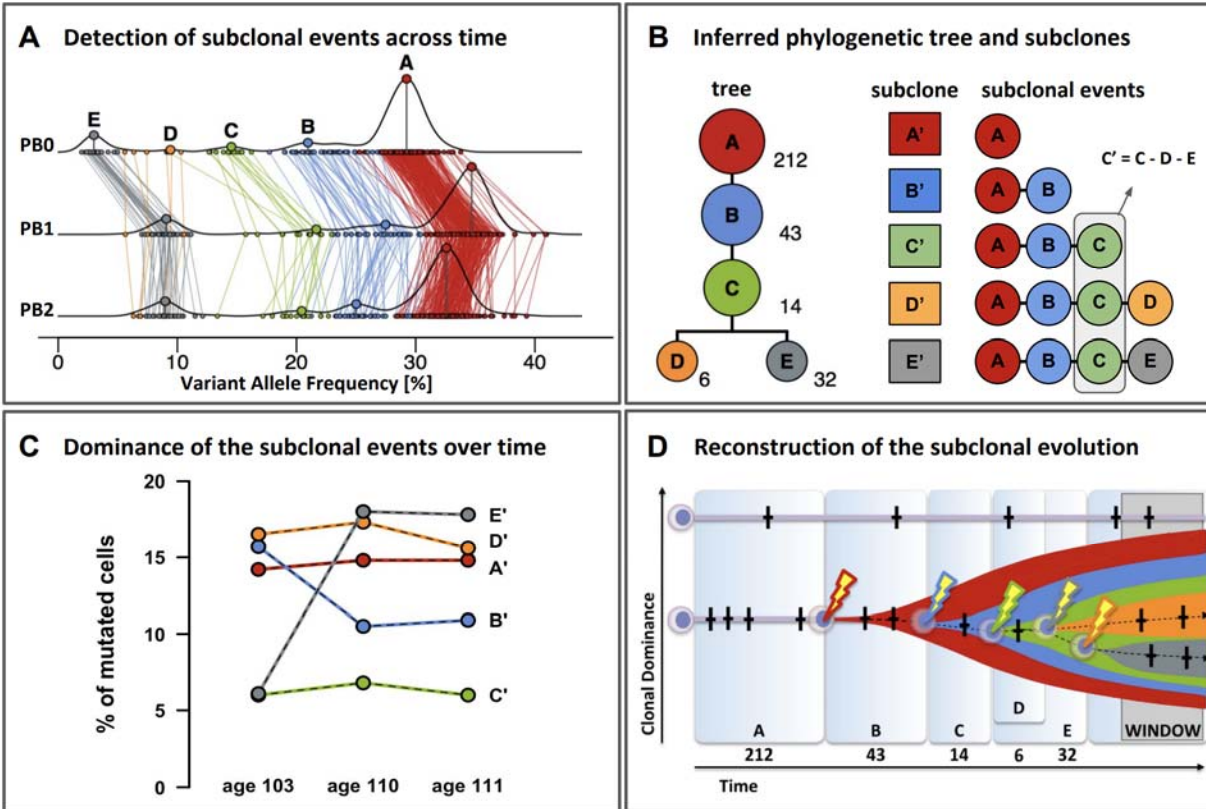 A Detection of subclonal events across time
A
E
D
C
B
PB0
PB1
PB2
0
10
20
30
40
Variant Allele Frequency [%]
B Inferred phylogenetic tree and subclones
tree
subclone
subclonal events
A
212
B
43
C
14
D
6
E
32
A'
A
B'
A B
C'
A B C
D'
A B C D
E'
A B C E
C' = C - D - E
C Dominance of the subclonal events over time
% of mutated cells
20
15
10
5
0
E'
D'
A'
B'
C'
age 103
age 110
age 111
D Reconstruction of the subclonal evolution
Clonal Dominance
D
A
B
C
E
WINDOW
212
43
14
6
32
Time